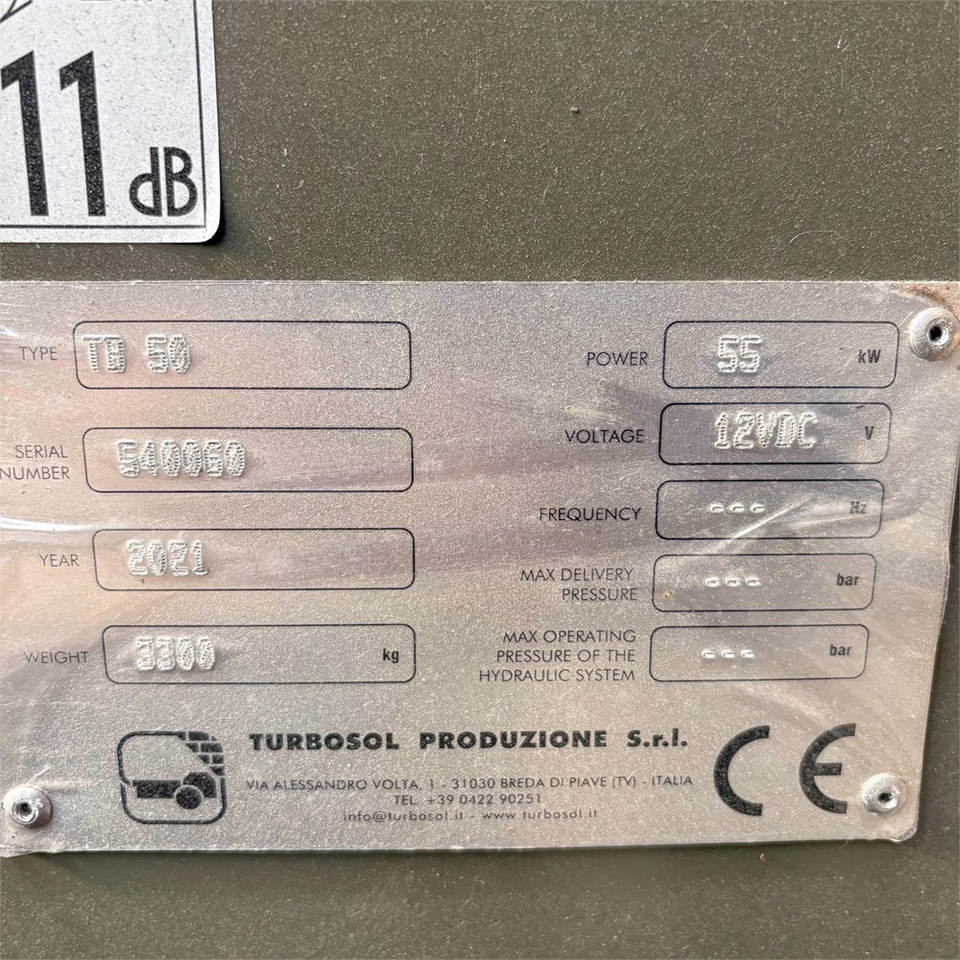 11 dB
TYPE TB 50
POWER 55 kW
SERIAL NUMBER 540060
VOLTAGE 12VDC V
YEAR 2021
FREQUENCY --- Hz
MAX DELIVERY
PRESSURE --- bar
WEIGHT 3300 kg
MAX OPERATING
PRESSURE OF THE
HYDRAULIC SYSTEM --- bar
TURBOSOL PRODUZIONE S.r.l.
VIA ALESSANDRO VOLTA, 1 - 31030 BREDA DI PIAVE (TV) - ITALIA
TEL. +39 0422 90251
info@turbosol.it - www.turbosol.it
CE